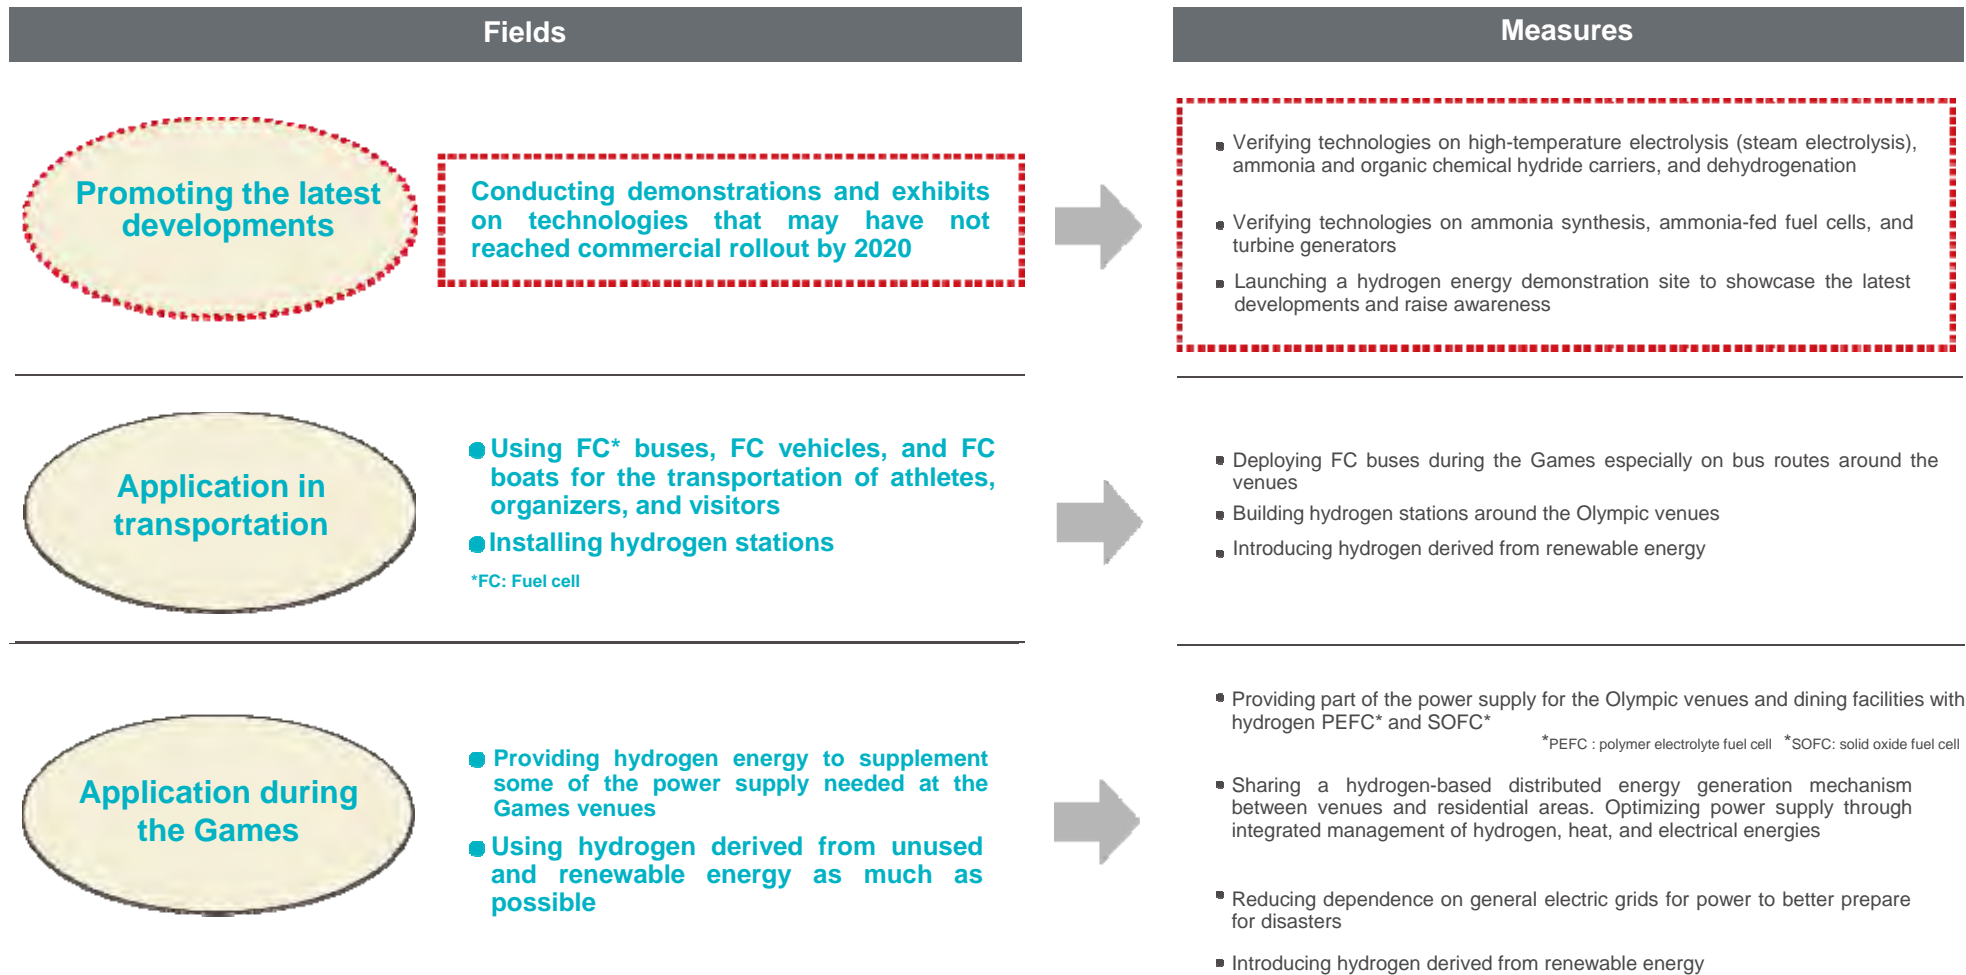 Fields
Measures
Promoting the latest
developments
Conducting demonstrations and exhibits
on technologies that may have not
reached commercial rollout by 2020
Verifying technologies on high-temperature electrolysis (steam electrolysis),
ammonia and organic chemical hydride carriers, and dehydrogenation
Verifying technologies on ammonia synthesis, ammonia-fed fuel cells, and
turbine generators
Launching a hydrogen energy demonstration site to showcase the latest
developments and raise awareness
Application in
transportation
Using FC* buses, FC vehicles, and FC
boats for the transportation of athletes,
organizers, and visitors
Installing hydrogen stations
*FC: Fuel cell
Deploying FC buses during the Games especially on bus routes around the
venues
Building hydrogen stations around the Olympic venues
Introducing hydrogen derived from renewable energy
Application during
the Games
Providing hydrogen energy to supplement
some of the power supply needed at the
Games venues
Using hydrogen derived from unused
and renewable energy as much as
possible
Providing part of the power supply for the Olympic venues and dining facilities with
hydrogen PEFC* and SOFC*
*PEFC : polymer electrolyte fuel cell *SOFC: solid oxide fuel cell
Sharing a hydrogen-based distributed energy generation mechanism
between venues and residential areas. Optimizing power supply through
integrated management of hydrogen, heat, and electrical energies
Reducing dependence on general electric grids for power to better prepare
for disasters
Introducing hydrogen derived from renewable energy